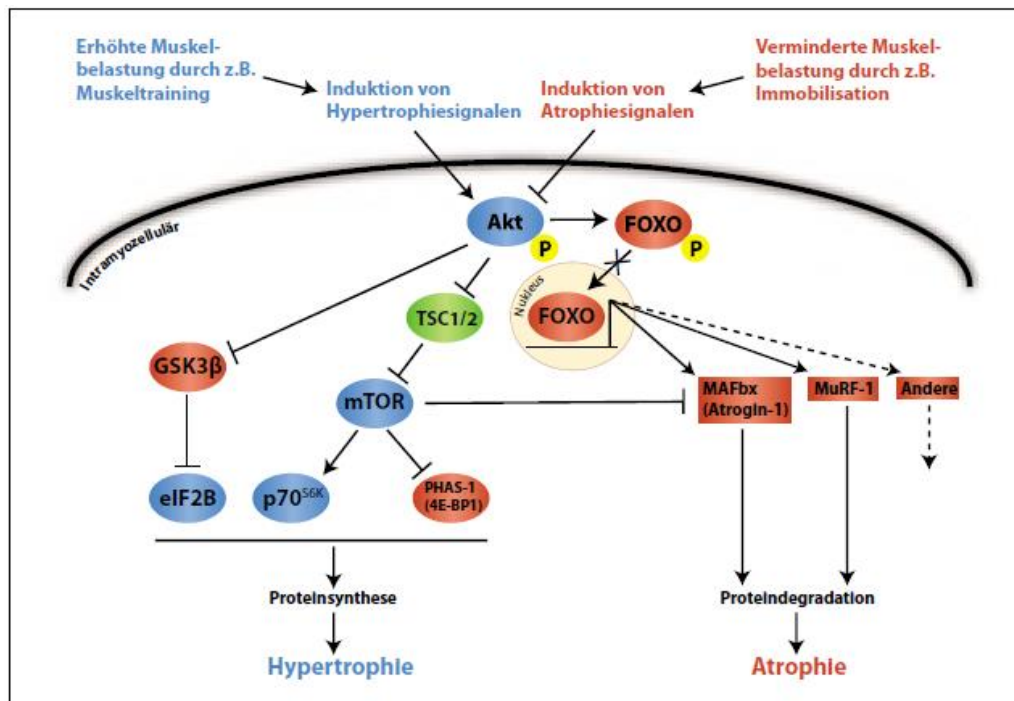 Erhöhte Muskel-
belastung durch z.B.
Muskeltraining
Induktion von
Hypertrophiesignalen
Induktion von
Atrophiesignalen
Verminderte Muskel-
belastung durch z.B.
Immobilisation
Intramyozellulär
Akt
P
FOXO
P
Nukleus
FOXO
TSC1/2
GSK3β
mTOR
MAFbx
(Atrogin-1)
MuRF-1
Andere
eIF2B
p70S6K
PHAS-1
(4E-BP1)
Proteinsynthese
Proteindegradation
Hypertrophie
Atrophie